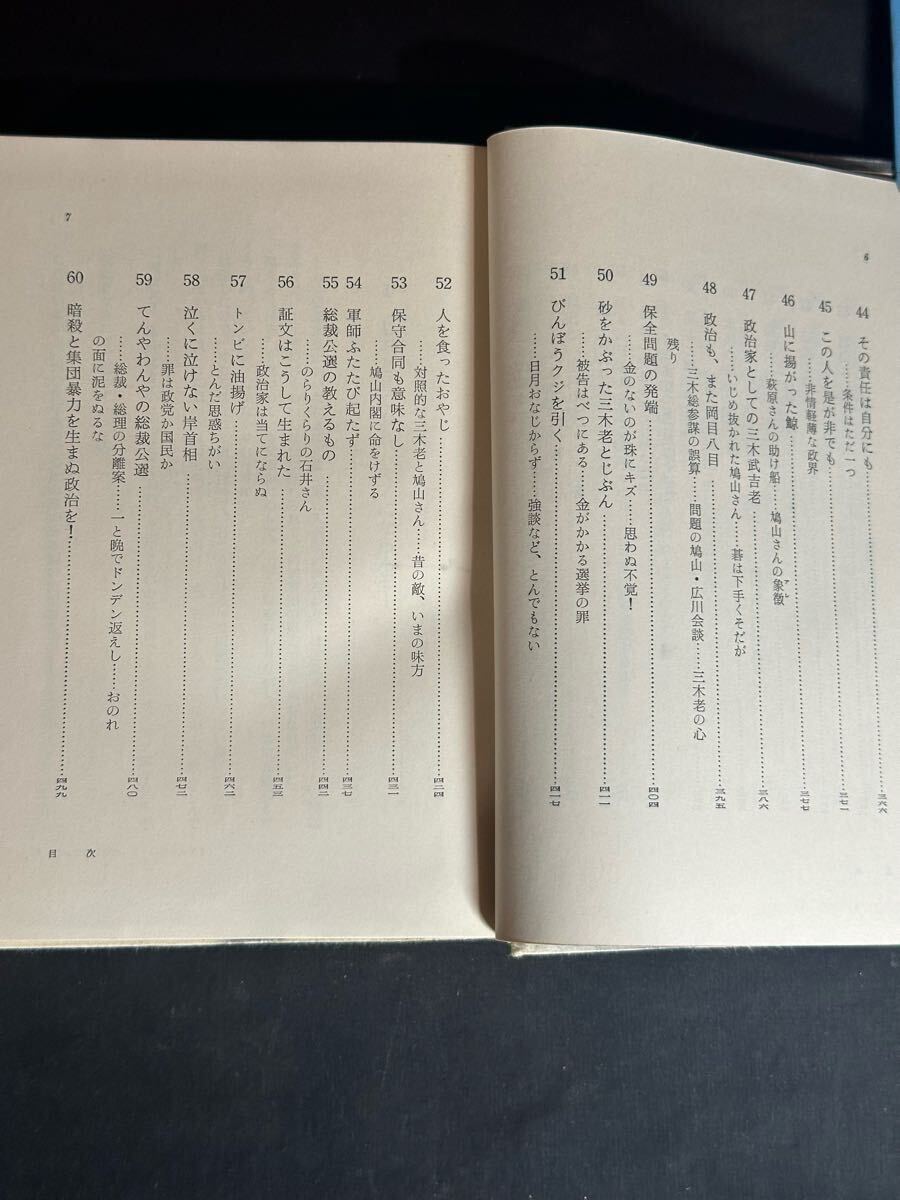 6
44 その責任は自分にも……三六六
……条件はただ一つ
45 この人を是が非でも……三七一
……非情軽薄な政界
46 山に揚がった鯨……三七七
……萩原さんの助け船……鳩山さんの象徴
47 政治家としての三木武吉老……三八六
……いじめ抜かれた鳩山さん……碁は下手くそだが
48 政治も、また岡目八目……三九五
……三木総参謀の誤算……問題の鳩山・広川会談……三木老の心
残り
49 保全問題の発端……四〇四
……金のないのが珠にキズ……思わぬ不覚！
50 砂をかぶった三木老とじぶん……四一一
……被告はべつにある……金がかかる選挙の罪
51 びんぼうクジを引く……四一七
……日月おなじからず……強談など、とんでもない
7
52 人を食ったおやじ……四二四
……対照的な三木老と鳩山さん……昔の敵、いまの味方
53 保守合同も意味なし……四三一
……鳩山内閣に命をけずる
54 軍師ふたたび起たず……四三七
55 総裁公選の教えるもの……四四二
……のらりくらりの石井さん
56 証文はこうして生まれた……四五三
……政治家は当てにならぬ
57 トンビに油揚げ……四六二
……とんだ思惑ちがい
58 泣くに泣けない岸首相……四七二
……罪は政党か国民か
59 てんやわんやの総裁公選……四八〇
……総裁・総理の分離案……一と晩でドンデン返えし……おのれ
の面に泥をぬるな
60 暗殺と集団暴力を生まぬ政治を！……四九九
目次